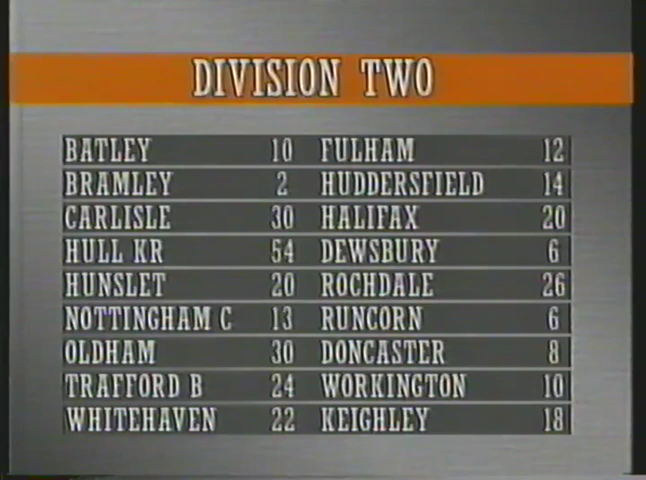 DIVISION TWO
BATLEY 10 FULHAM 12
BRAMLEY 2 HUDDERSFIELD 14
CARLISLE 30 HALIFAX 20
HULL KR 54 DEWSBURY 6
HUNSLET 20 ROCHDALE 26
NOTTINGHAM C 13 RUNCORN 6
OLDHAM 30 DONCASTER 8
TRAFFORD B 24 WORKINGTON 10
WHITEHAVEN 22 KEIGHLEY 18